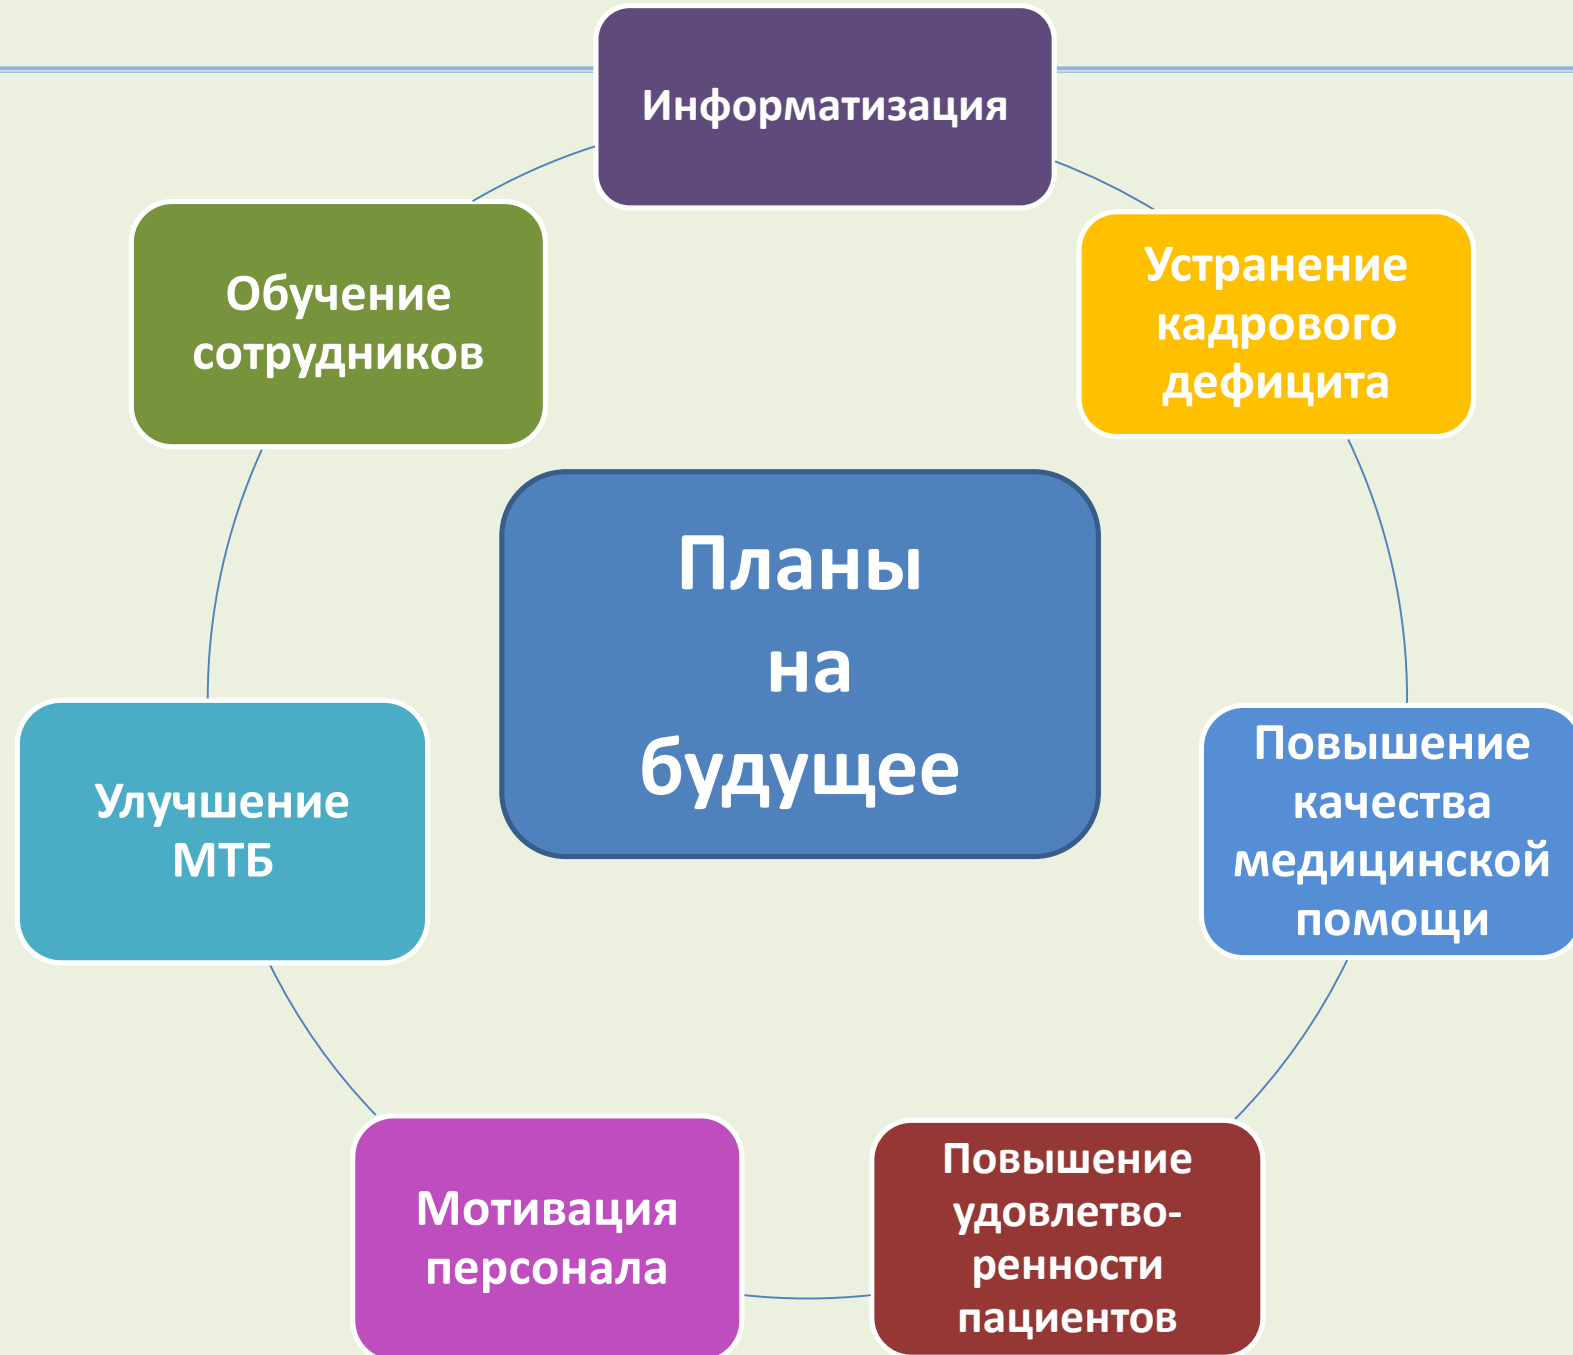 Информатизация
Обучение
сотрудников
Устранение
кадрового
дефицита
Планы
на
будущее
Улучшение
МТБ
Повышение
качества
медицинской
помощи
Мотивация
персонала
Повышение
удовлетво-
ренности
пациентов